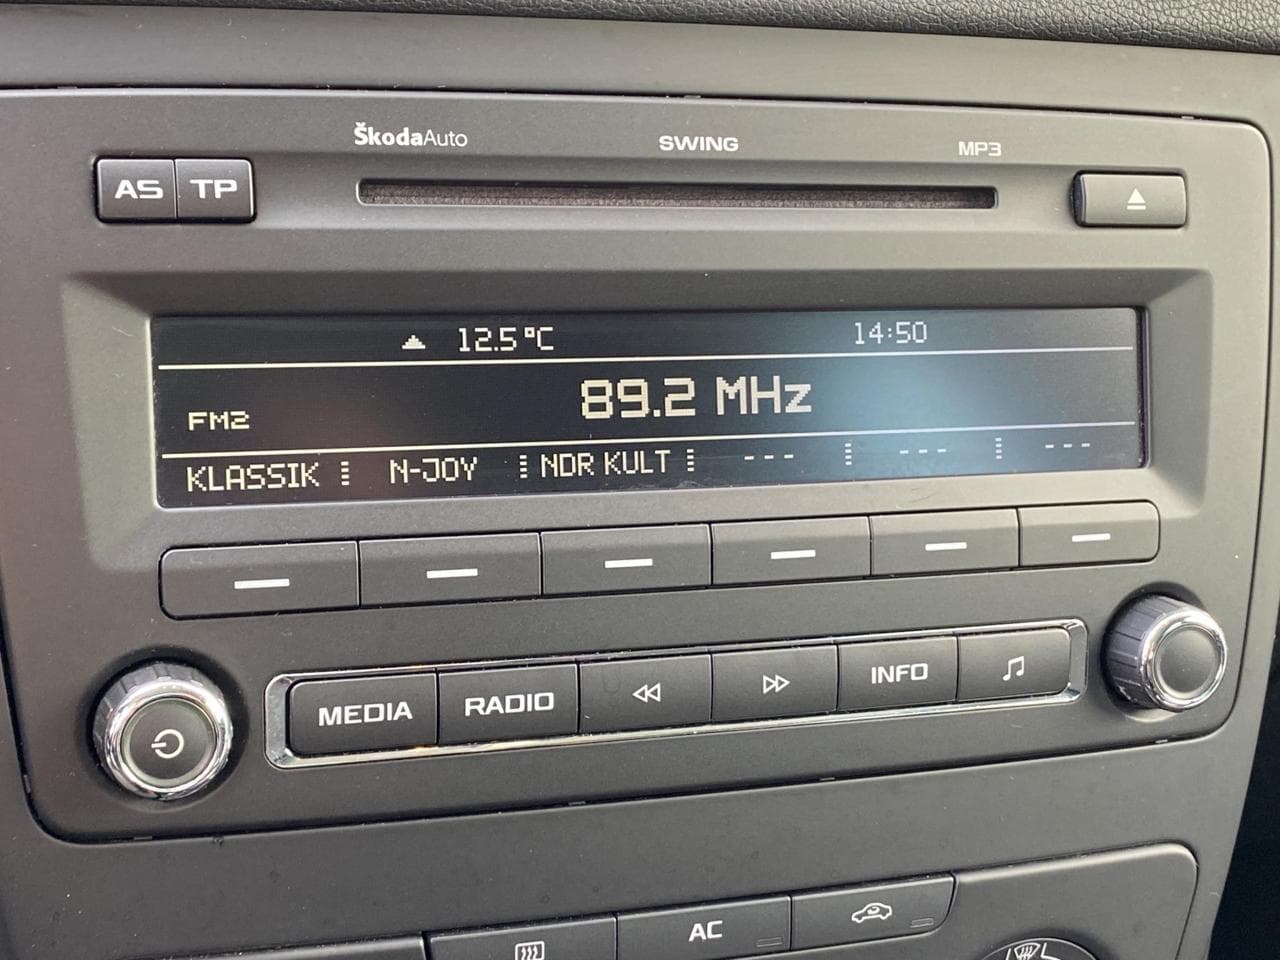 ŠkodaAuto SWING MP3
AS TP
12.5°C 14:50
89.2 MHz
FM2
KLASSIK N-JOY NDR KULT --- --- ---
MEDIA RADIO INFO
AC